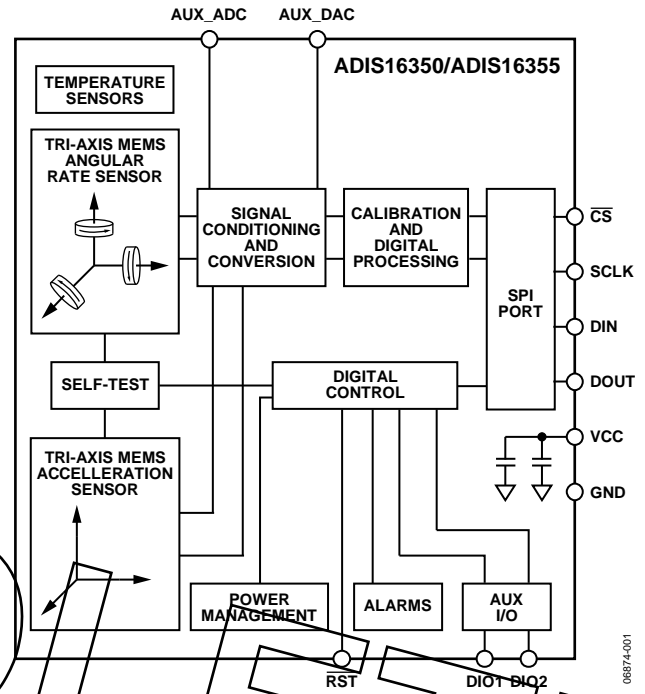 AUX_ADC
AUX_DAC
ADIS16350/ADIS16355
TEMPERATURE
SENSORS
TRI-AXIS MEMS
ANGULAR
RATE SENSOR
SIGNAL
CONDITIONING
AND
CONVERSION
CALIBRATION
AND
DIGITAL
PROCESSING
SPI
PORT
CS
SCLK
DIN
DOUT
VCC
GND
SELF-TEST
DIGITAL
CONTROL
TRI-AXIS MEMS
ACCELLERATION
SENSOR
POWER
MANAGEMENT
ALARMS
AUX
I/O
RST
DIO1
DIO2
06874-001